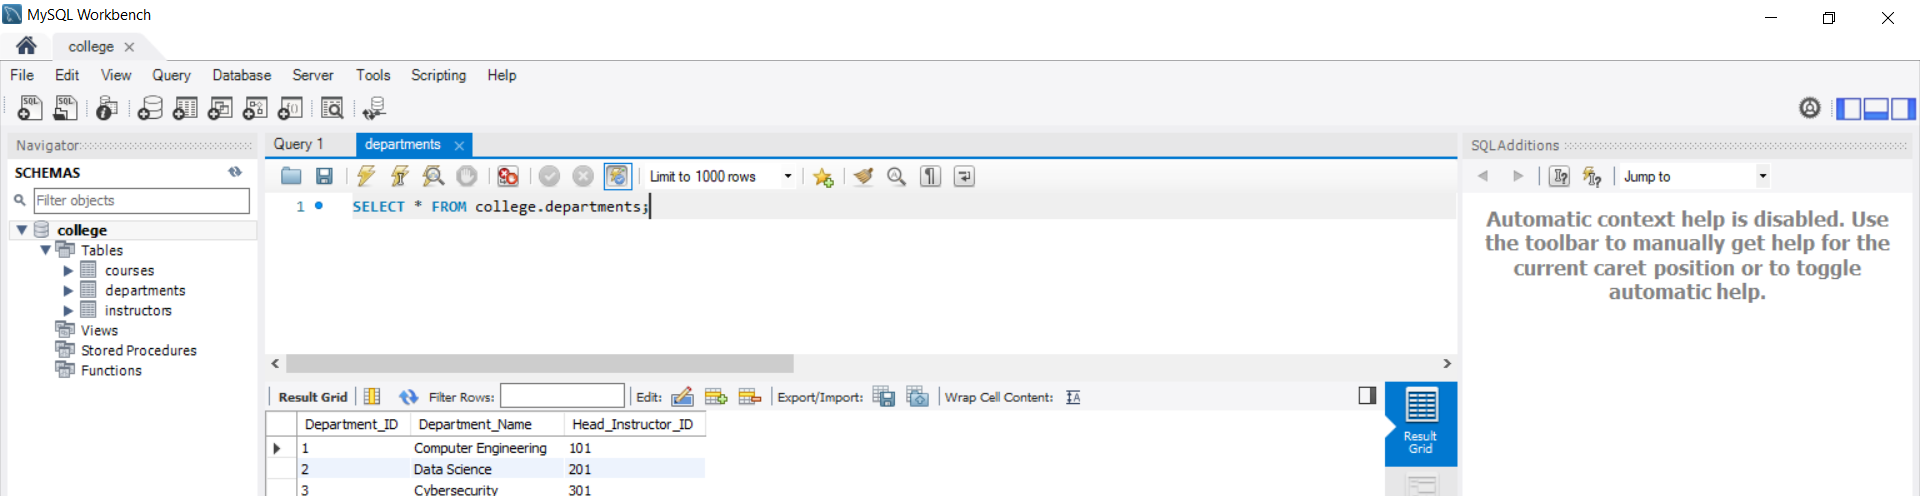 MySQL Workbench
college
File Edit View Query Database Server Tools Scripting Help
Navigator
SCHEMAS
Filter objects
college
Tables
courses
departments
instructors
Views
Stored Procedures
Functions
Query 1 departments
Limit to 1000 rows
1 SELECT * FROM college.departments;
Result Grid Filter Rows: Edit: Export/Import: Wrap Cell Content:
Department_ID Department_Name Head_Instructor_ID
1 Computer Engineering 101
2 Data Science 201
3 Cybersecurity 301
Result
Grid
SQLAdditions
Jump to
Automatic context help is disabled. Use
the toolbar to manually get help for the
current caret position or to toggle
automatic help.